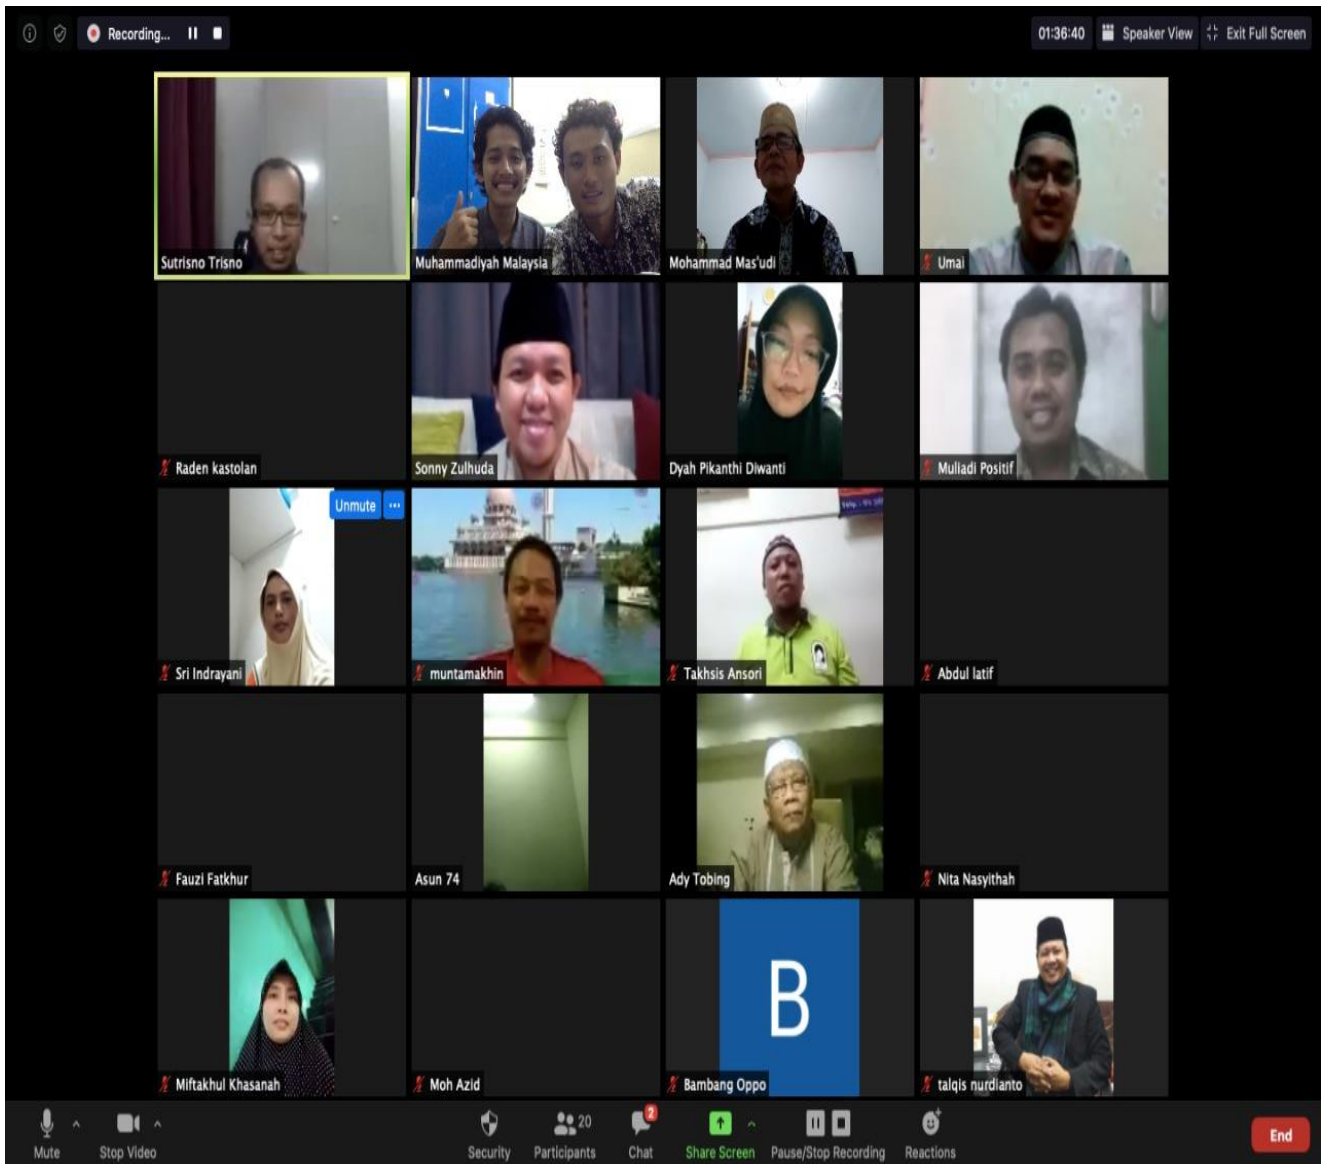 Recording...
01:36:40 Speaker View Exit Full Screen
Sutrisno Trisno
Muhammadiyah Malaysia
Mohammad Mas'udi
Umai
Raden kastolan
Sonny Zulhuda
Dyah Pikanthi Diwanti
Muliadi Positif
Unmute ...
Sri Indrayani
muntamakhin
Takhsis Ansori
Abdul latif
Fauzi Fatkhur
Asun 74
Ady Tobing
Nita Nasyithah
B
Miftakhul Khasanah
Moh Azid
Bambang Oppo
talqis nurdianto
20
2
Mute
Stop Video
Security
Participants
Chat
Share Screen
Pause/Stop Recording
Reactions
End